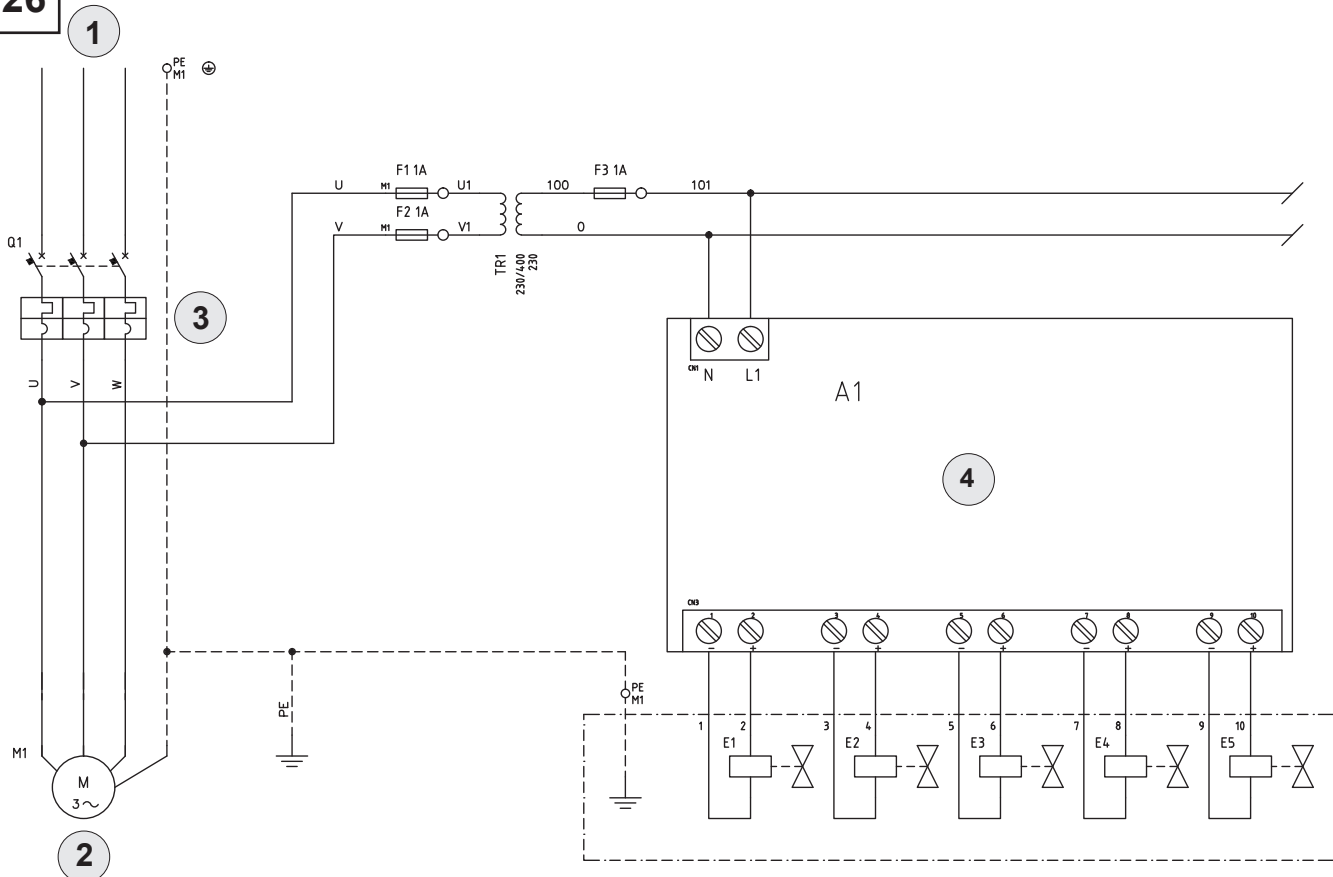 26
1
PE
M1
F1 1A
F3 1A
U
M1
U1
100
101
F2 1A
V
M1
V1
0
Q1
TR1
230/400
230
3
CN1
N
L1
U
V
W
A1
4
CN3
1
2
3
4
5
6
7
8
9
10
−
+
−
+
−
+
−
+
−
+
PE
M1
PE
1
2
3
4
5
6
7
8
9
10
E1
E2
E3
E4
E5
M1
M
3~
2